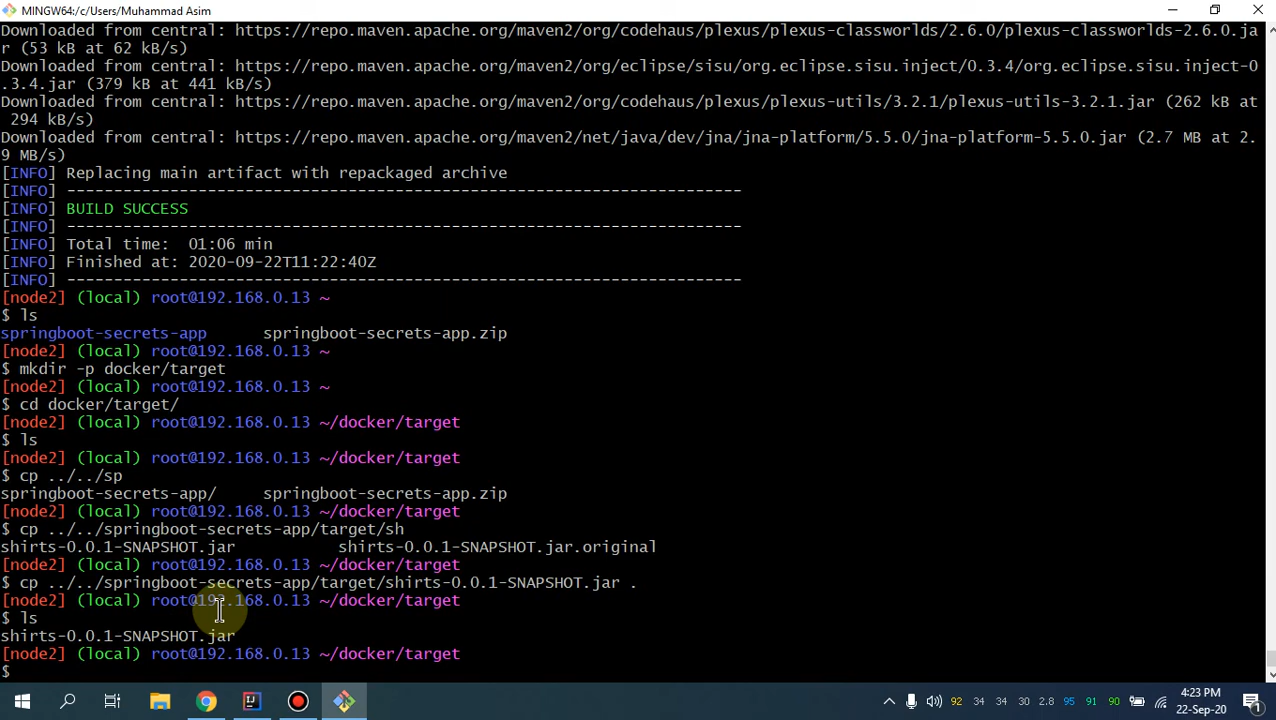 MINGW64:/c/Users/Muhammad Asim
Downloaded from central: https://repo.maven.apache.org/maven2/org/codehaus/plexus/plexus-classworlds/2.6.0/plexus-classworlds-2.6.0.ja
r (53 kB at 62 kB/s)
Downloaded from central: https://repo.maven.apache.org/maven2/org/eclipse/sisu/org.eclipse.sisu.inject/0.3.4/org.eclipse.sisu.inject-0
.3.4.jar (379 kB at 441 kB/s)
Downloaded from central: https://repo.maven.apache.org/maven2/org/codehaus/plexus/plexus-utils/3.2.1/plexus-utils-3.2.1.jar (262 kB at
 294 kB/s)
Downloaded from central: https://repo.maven.apache.org/maven2/net/java/dev/jna/jna-platform/5.5.0/jna-platform-5.5.0.jar (2.7 MB at 2.
9 MB/s)
[INFO] Replacing main artifact with repackaged archive
[INFO] ------------------------------------------------------------------------
[INFO] BUILD SUCCESS
[INFO] ------------------------------------------------------------------------
[INFO] Total time:  01:06 min
[INFO] Finished at: 2020-09-22T11:22:40Z
[INFO] ------------------------------------------------------------------------
[node2] (local) root@192.168.0.13 ~
$ ls
springboot-secrets-app      springboot-secrets-app.zip
[node2] (local) root@192.168.0.13 ~
$ mkdir -p docker/target
[node2] (local) root@192.168.0.13 ~
$ cd docker/target/
[node2] (local) root@192.168.0.13 ~/docker/target
$ ls
[node2] (local) root@192.168.0.13 ~/docker/target
$ cp ../../sp
springboot-secrets-app/     springboot-secrets-app.zip
[node2] (local) root@192.168.0.13 ~/docker/target
$ cp ../../springboot-secrets-app/target/sh
shirts-0.0.1-SNAPSHOT.jar           shirts-0.0.1-SNAPSHOT.jar.original
[node2] (local) root@192.168.0.13 ~/docker/target
$ cp ../../springboot-secrets-app/target/shirts-0.0.1-SNAPSHOT.jar .
[node2] (local) root@192.168.0.13 ~/docker/target
$ ls
shirts-0.0.1-SNAPSHOT.jar
[node2] (local) root@192.168.0.13 ~/docker/target
$
92 34 34 30 2.8 95 91 90
4:23 PM
22-Sep-20
1